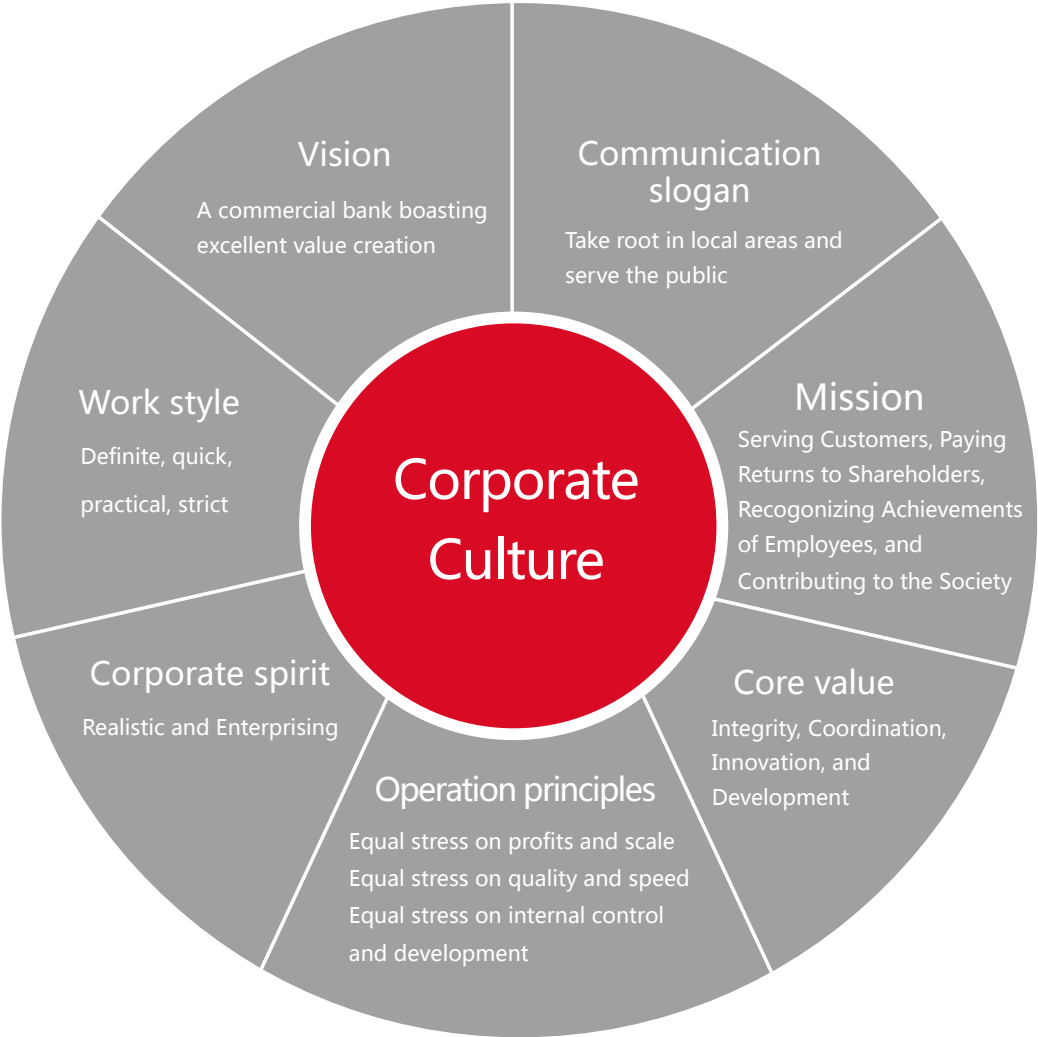 Vision
A commercial bank boasting
excellent value creation
Communication
slogan
Take root in local areas and
serve the public
Mission
Serving Customers, Paying
Returns to Shareholders,
Recogonizing Achievements
of Employees, and
Contributing to the Society
Core value
Integrity, Coordination,
Innovation, and
Development
Operation principles
Equal stress on profits and scale
Equal stress on quality and speed
Equal stress on internal control
and development
Corporate spirit
Realistic and Enterprising
Work style
Definite, quick,
practical, strict
Corporate
Culture